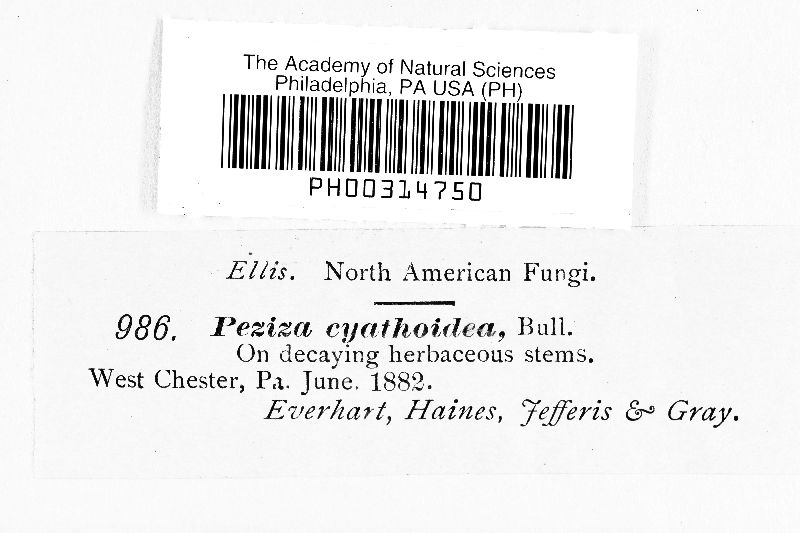 The Academy of Natural Sciences
Philadelphia, PA USA (PH)
PH00314750
Ellis. North American Fungi.
986. Peziza cyathoidea, Bull.
On decaying herbaceous stems.
West Chester, Pa. June. 1882.
Everhart, Haines, Jefferis & Gray.